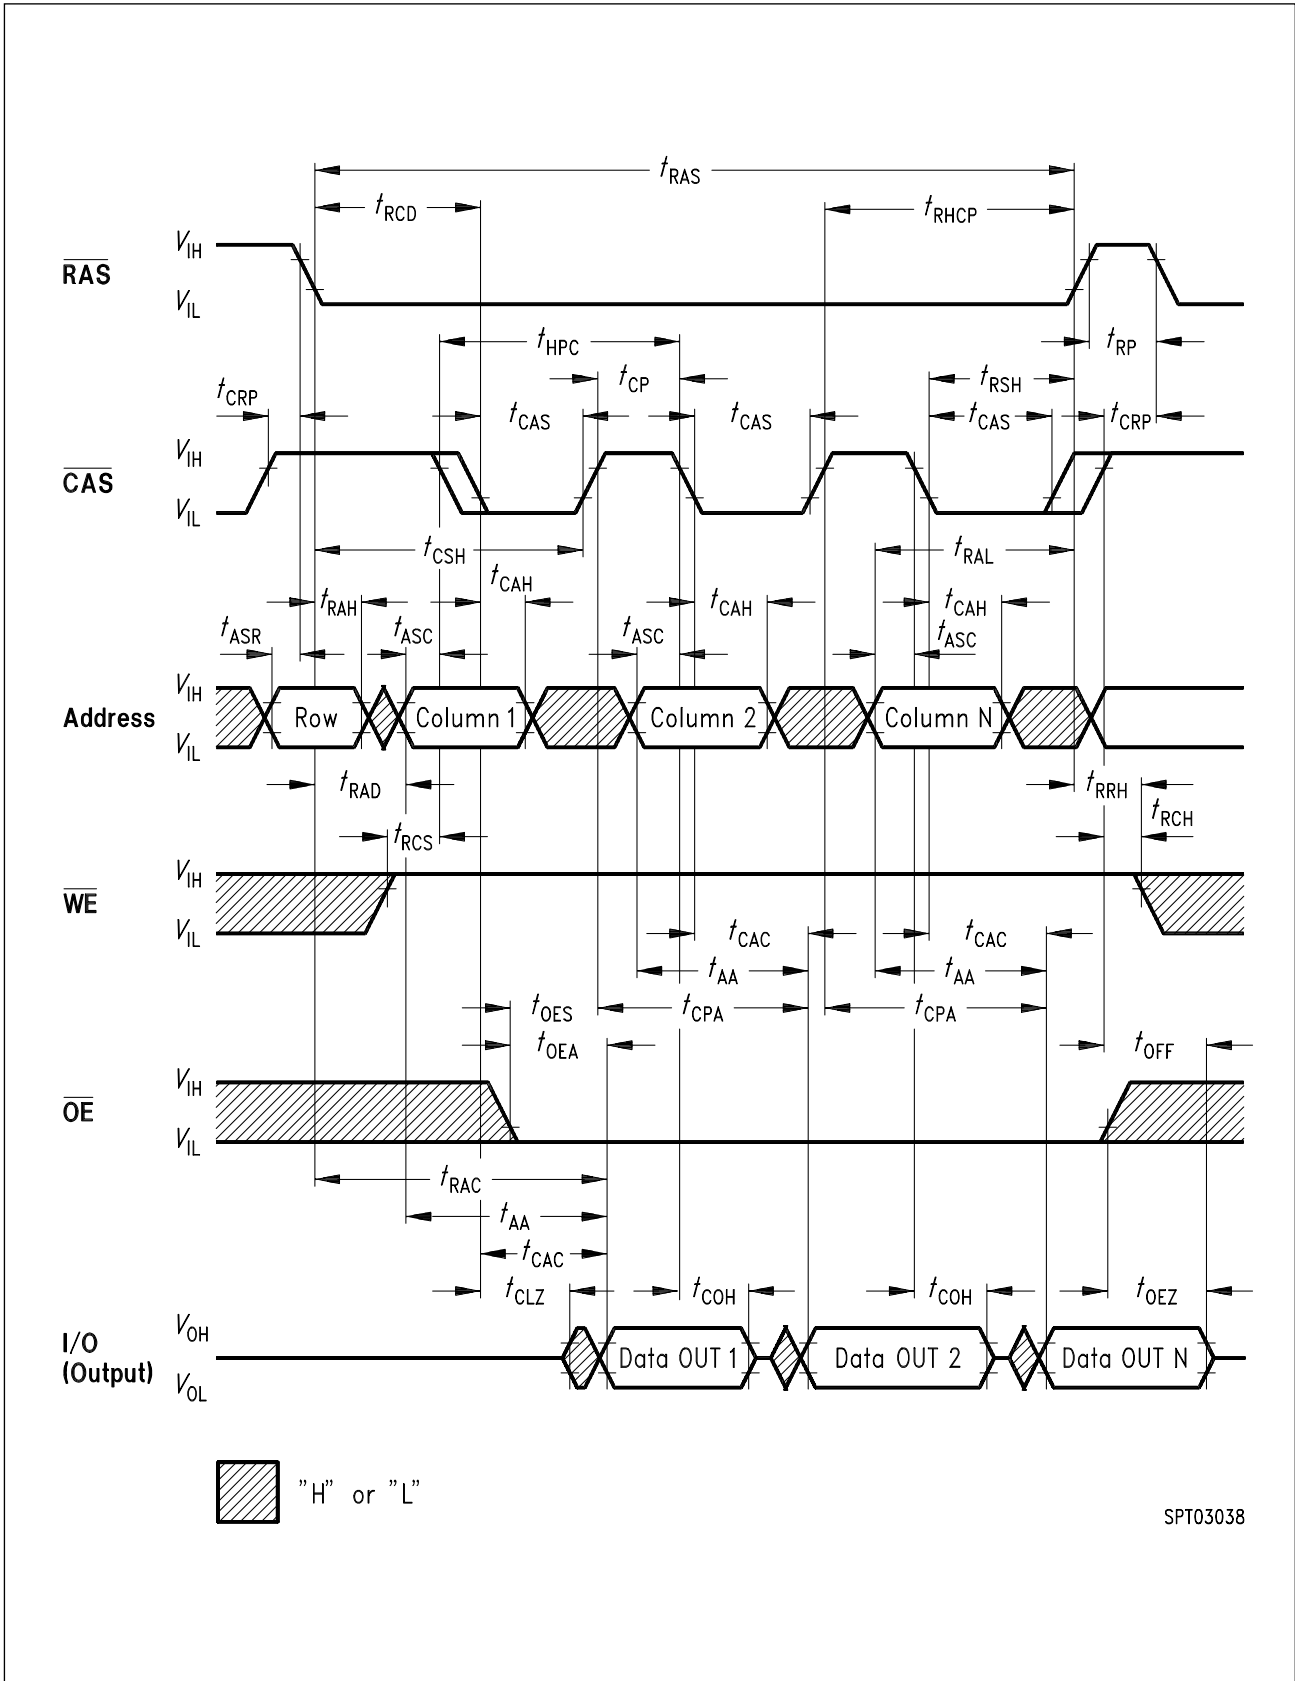 tRAS
tRCD tRHCP
RAS VIH
VIL
tHPC tRP
tCP tRSH
tCRP tCAS tCAS tCAS tCRP
CAS VIH
VIL
tCSH tRAL
tCAH
tRAH tCAH tCAH
tASR tASC tASC tASC
Address VIH
Row Column 1 Column 2 Column N
VIL
tRAD tRRH
tRCS tRCH
WE VIH
VIL
tCAC tCAC
tAA tAA
tOES tCPA tCPA
tOEA tOFF
OE VIH
VIL
tRAC
tAA
tCAC
tCLZ tCOH tCOH tOEZ
I/O
(Output)
VOH
Data OUT 1 Data OUT 2 Data OUT N
VOL
”H” or ”L”
SPT03038